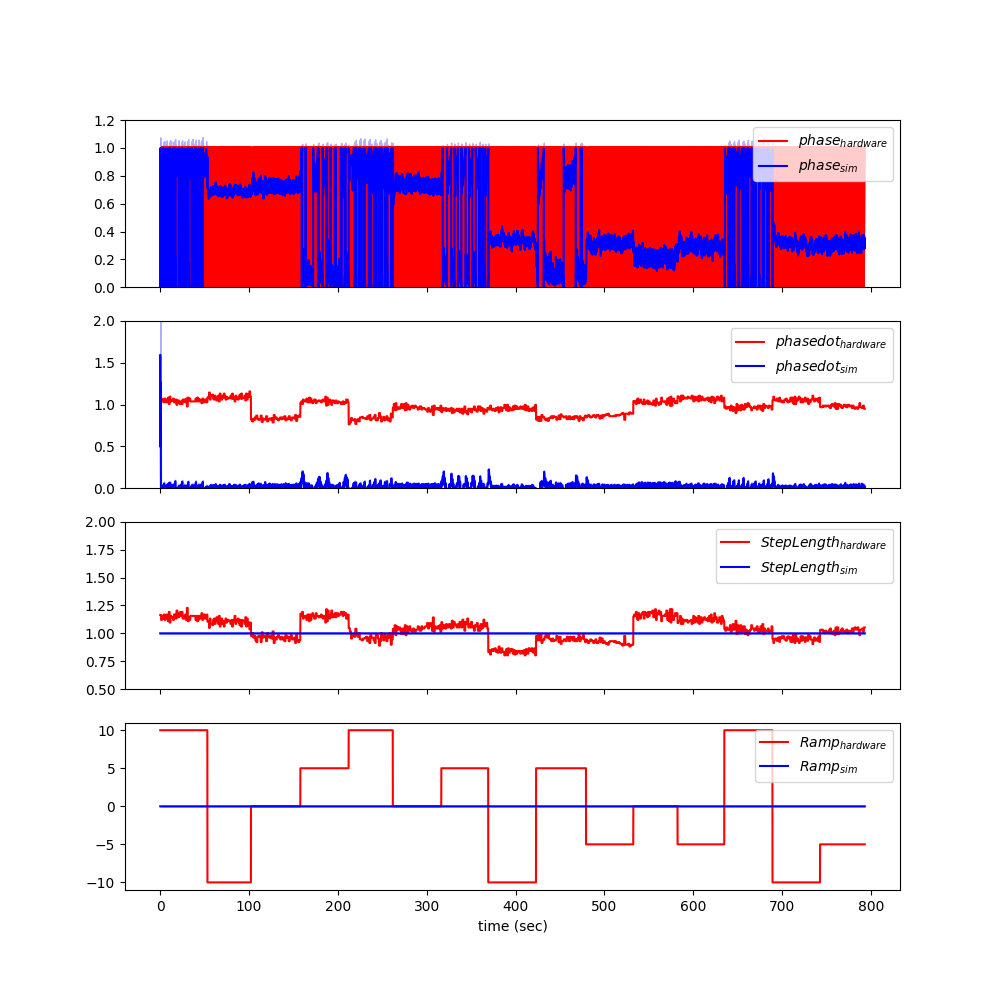 1.2
1.0
0.8
0.6
0.4
0.2
0.0
phase_hardware
phase_sim
2.0
1.5
1.0
0.5
0.0
phasedot_hardware
phasedot_sim
2.00
1.75
1.50
1.25
1.00
0.75
0.50
StepLength_hardware
StepLength_sim
10
5
0
−5
−10
Ramp_hardware
Ramp_sim
0 100 200 300 400 500 600 700 800
time (sec)